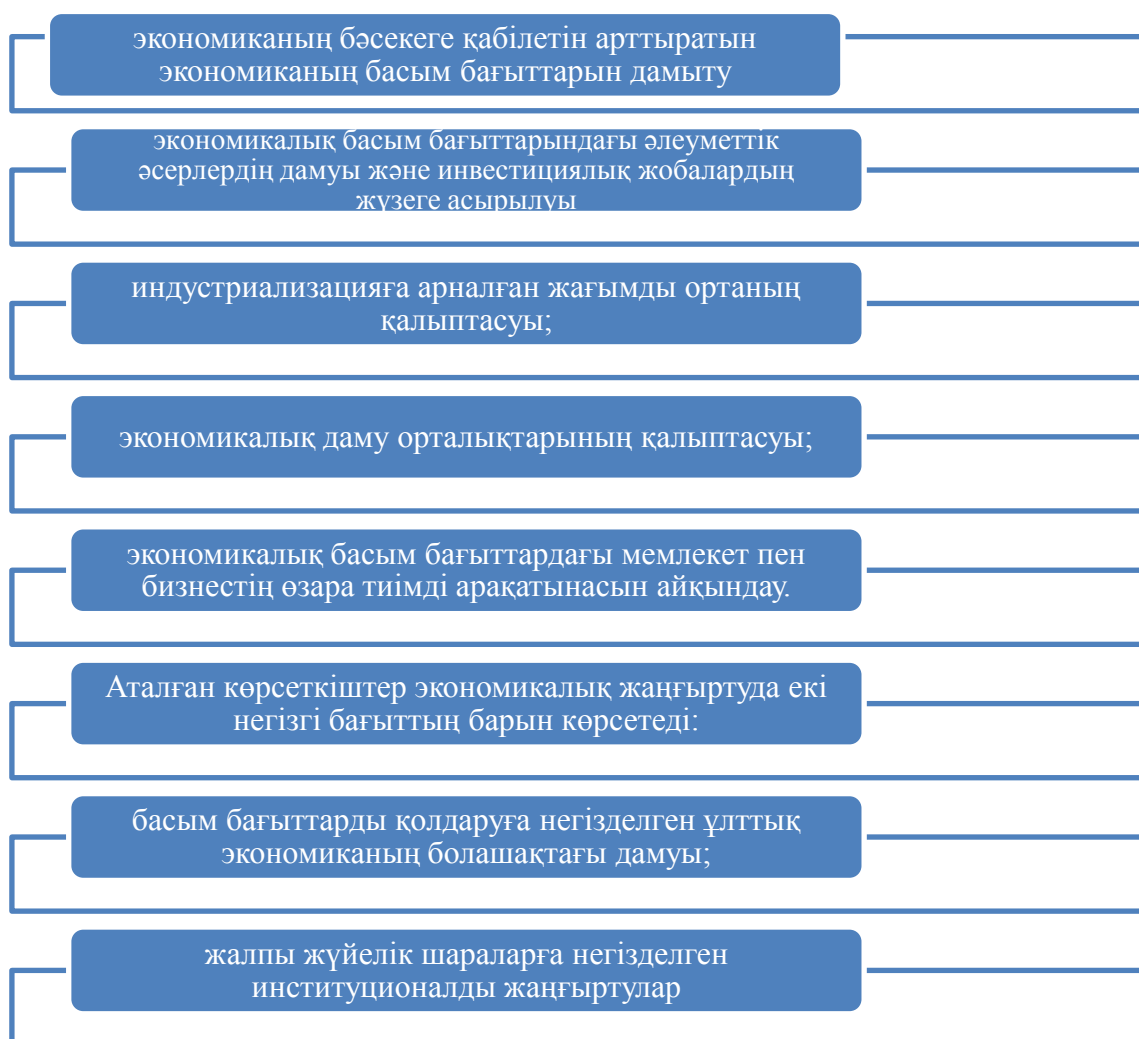 экономиканың бәсекеге қабілетін арттыратын
экономиканың басым бағыттарын дамыту
экономикалық басым бағыттарындағы әлеуметтік
әсерлердің дамуы және инвестициялық жобалардың
жүзеге асырылуы
индустриализацияға арналған жағымды ортаның
қалыптасуы;
экономикалық даму орталықтарының қалыптасуы;
экономикалық басым бағыттардағы мемлекет пен
бизнестің өзара тиімді арақатынасын айқындау.
Аталған көрсеткіштер экономикалық жаңғыртуда екі
негізгі бағыттың барын көрсетеді:
басым бағыттарды қолдаруға негізделген ұлттық
экономиканың болашақтағы дамуы;
жалпы жүйелік шараларға негізделген
институционалды жаңғыртулар